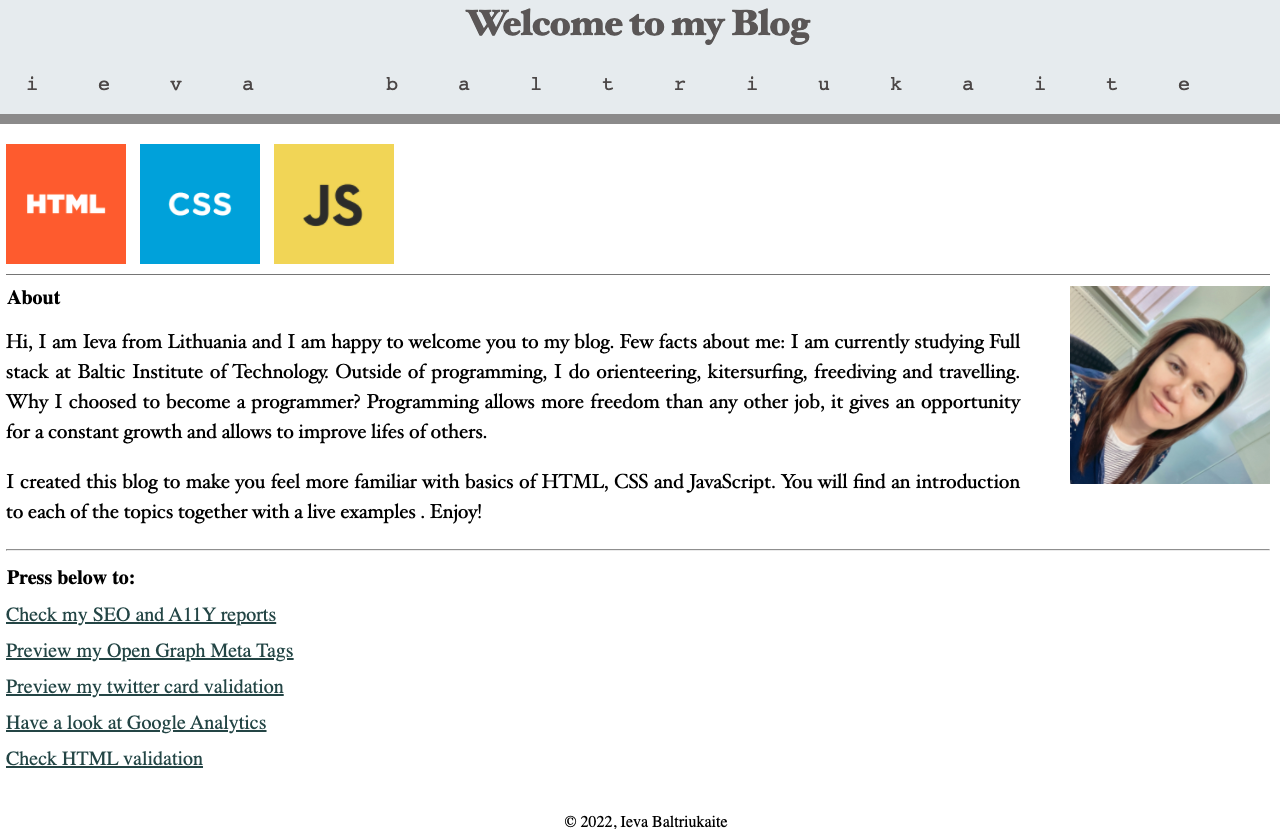 Welcome to my Blog
ieva baltriukaite
HTML CSS JS
About
Hi, I am Ieva from Lithuania and I am happy to welcome you to my blog. Few facts about me: I am currently studying Full
stack at Baltic Institute of Technology. Outside of programming, I do orienteering, kitersurfing, freediving and travelling.
Why I choosed to become a programmer? Programming allows more freedom than any other job, it gives an opportunity
for a constant growth and allows to improve lifes of others.
I created this blog to make you feel more familiar with basics of HTML, CSS and JavaScript. You will find an introduction
to each of the topics together with a live examples . Enjoy!
Press below to:
Check my SEO and A11Y reports
Preview my Open Graph Meta Tags
Preview my twitter card validation
Have a look at Google Analytics
Check HTML validation
© 2022, Ieva Baltriukaite